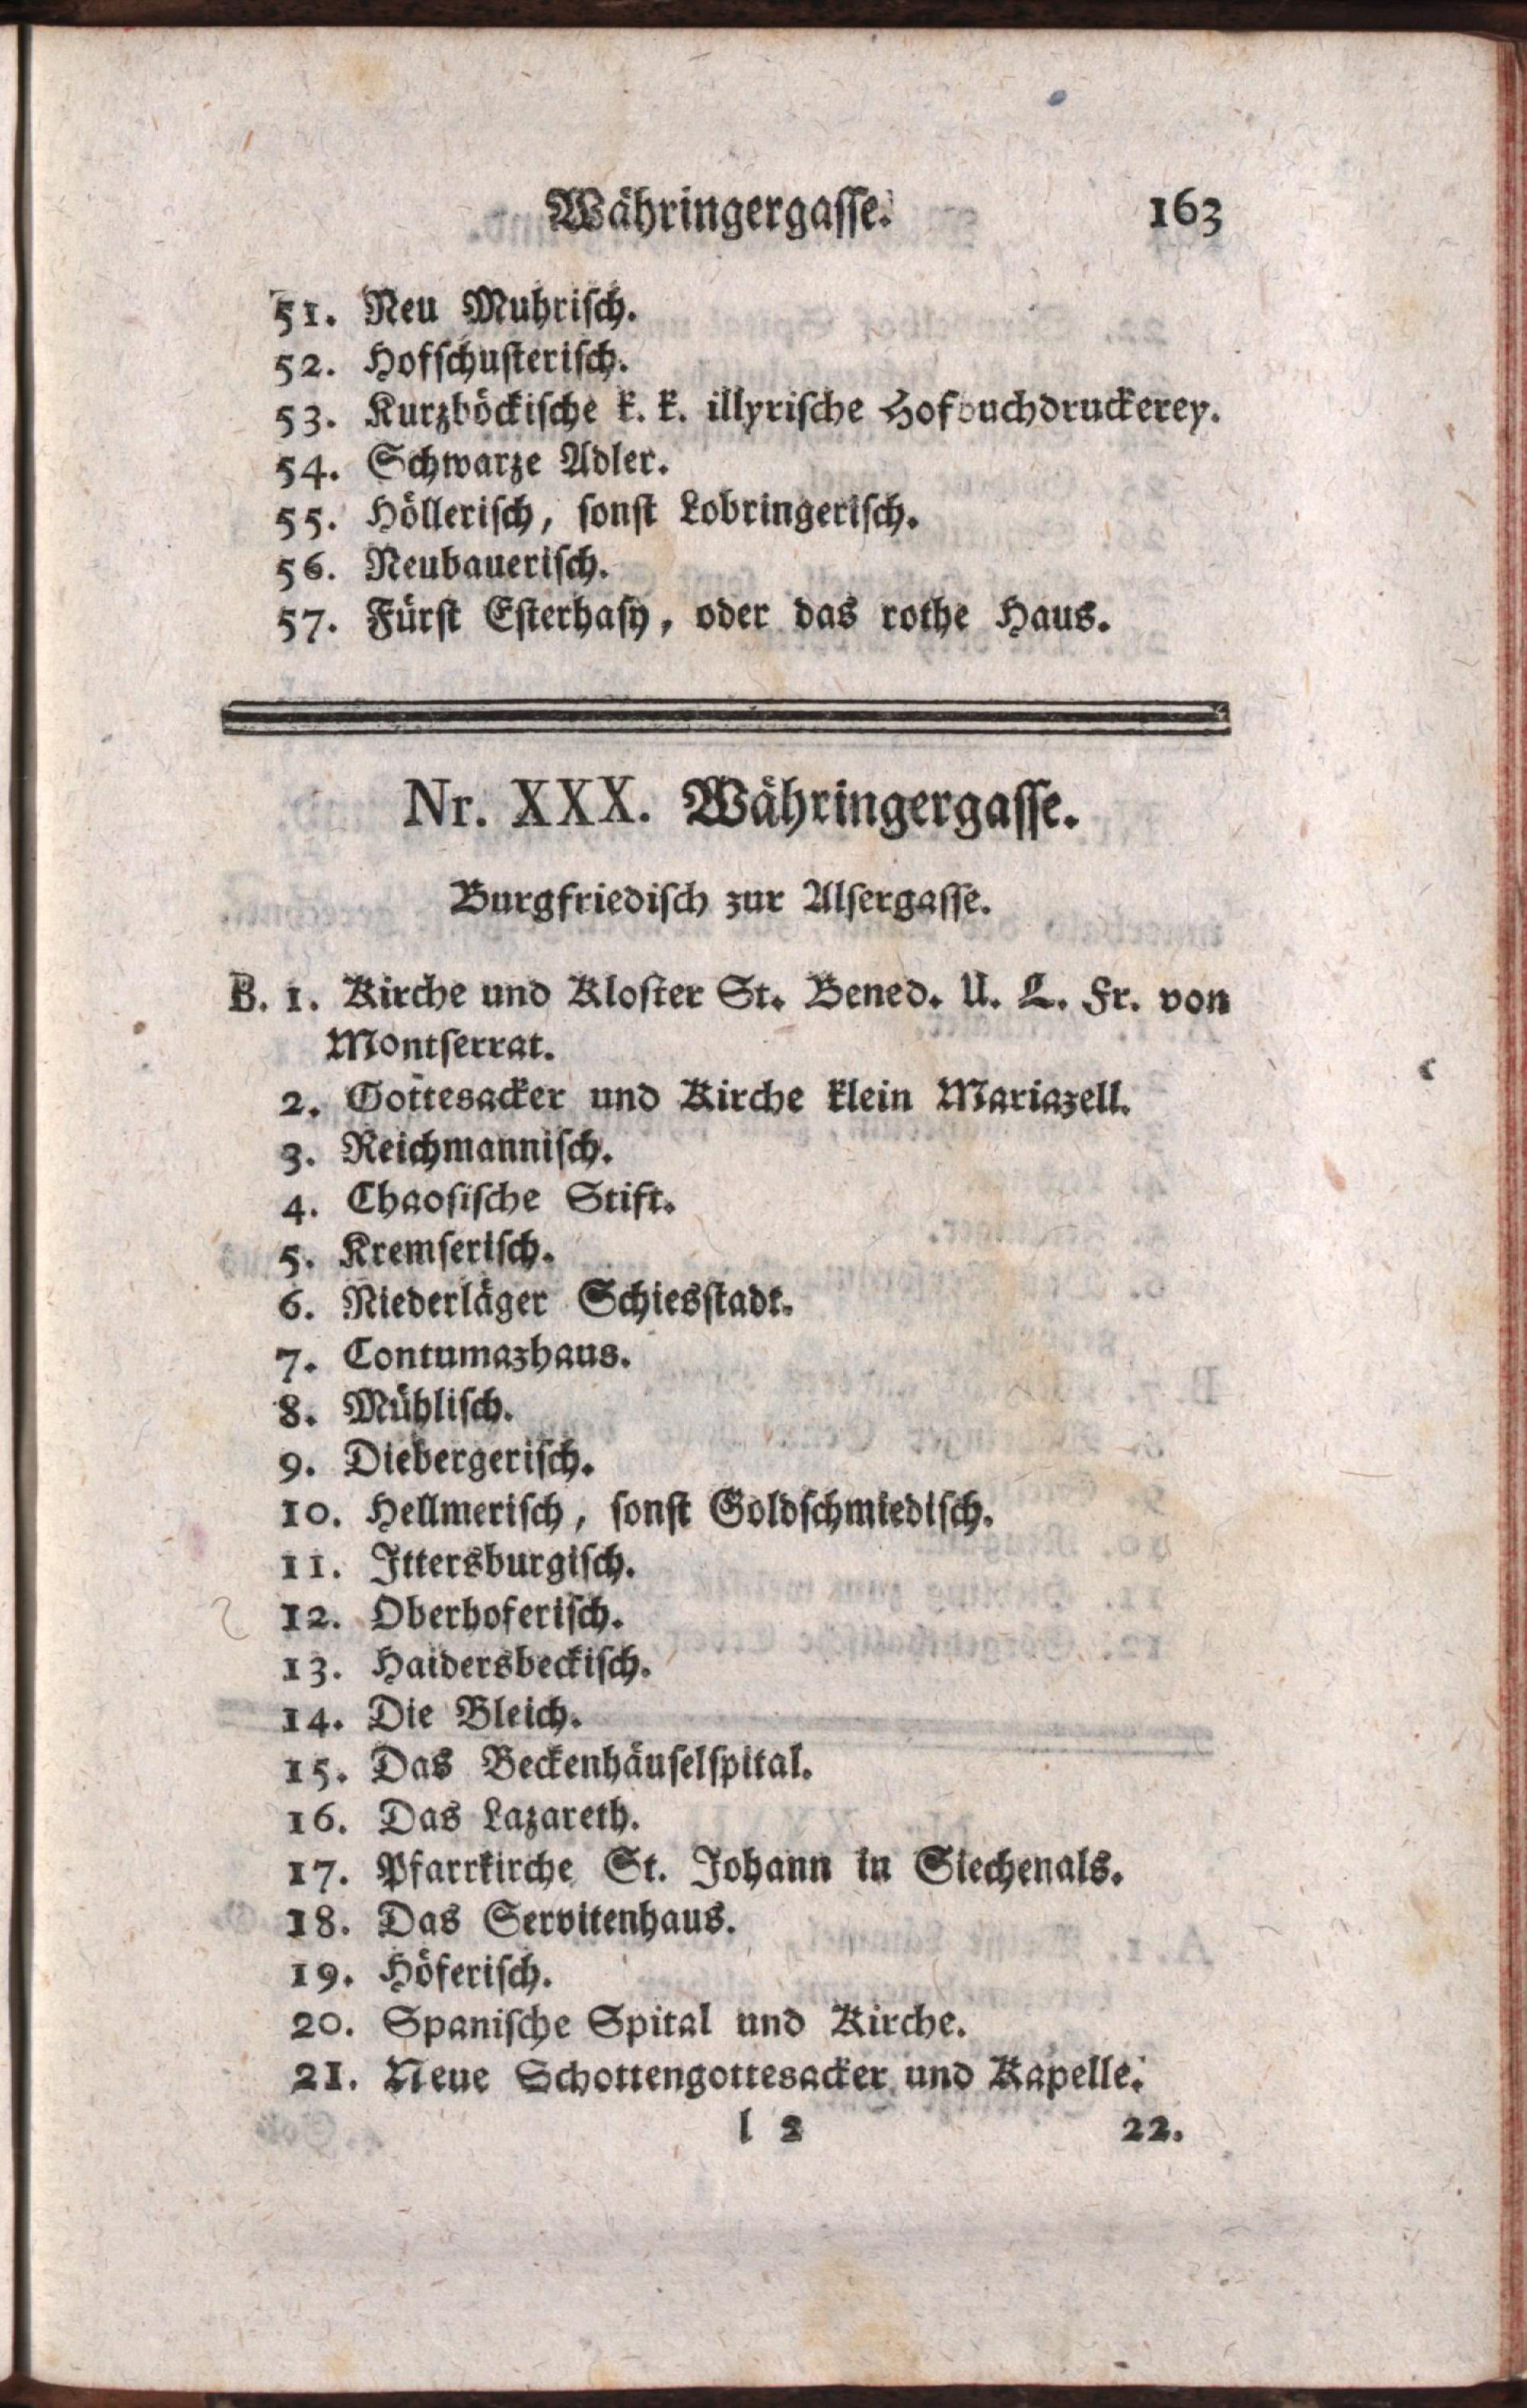 Währingergasse. 163
51. Neu Muhrisch.
52. Hofschusterisch.
53. Kurzböckische k. k. illyrische Hofbuchdruckerey.
54. Schwarze Adler.
55. Höllerisch, sonst Lobringerisch.
56. Neubauerisch.
57. Fürst Esterhasy, oder das rothe Haus.
Nr. XXX. Währingergasse.
Burgfriedisch zur Alsergasse.
B. 1. Kirche und Kloster St. Bened. U. L. Fr. von
Montserrat.
2. Gottesacker und Kirche klein Mariazell.
3. Reichmannisch.
4. Chaosische Stift.
5. Kremserisch.
6. Niederläger Schiesstadt.
7. Contumazhaus.
8. Mühlisch.
9. Diebergerisch.
10. Hellmerisch, sonst Goldschmiedisch.
11. Ittersburgisch.
12. Oberhoferisch.
13. Haidersbeckisch.
14. Die Bleich.
15. Das Beckenhäuselspital.
16. Das Lazareth.
17. Pfarrkirche St. Johann in Siechenals.
18. Das Servitenhaus.
19. Höferisch.
20. Spanische Spital und Kirche.
21. Neue Schottengottesacker und Kapelle.
l 2 22.